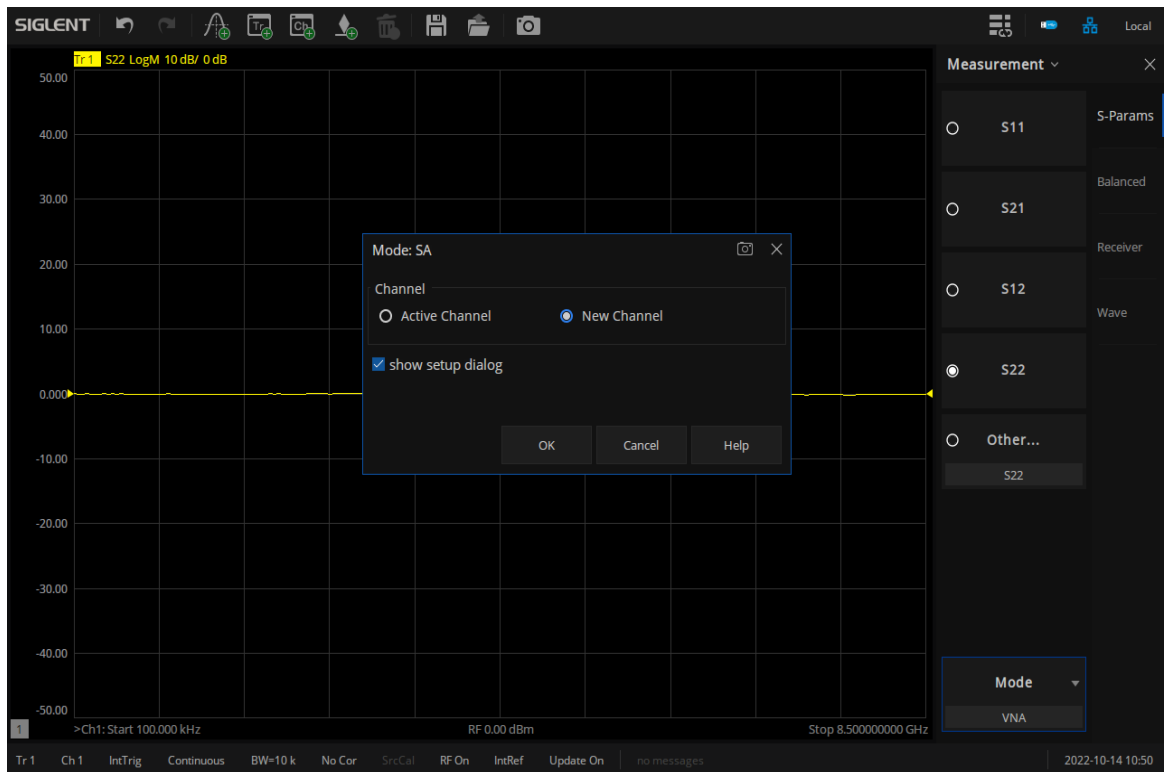 SIGLENT
Tr
Ch
Local
Tr 1 S22 LogM 10 dB/ 0 dB
50.00
40.00
30.00
20.00
10.00
0.000
-10.00
-20.00
-30.00
-40.00
-50.00
1
>Ch1: Start 100.000 kHz
RF 0.00 dBm
Stop 8.500000000 GHz
Mode: SA
Channel
Active Channel
New Channel
show setup dialog
OK
Cancel
Help
Measurement
S11
S21
S12
S22
Other...
S22
Mode
VNA
S-Params
Balanced
Receiver
Wave
Tr 1 Ch 1 IntTrig Continuous BW=10 k No Cor SrcCal RF On IntRef Update On no messages 2022-10-14 10:50